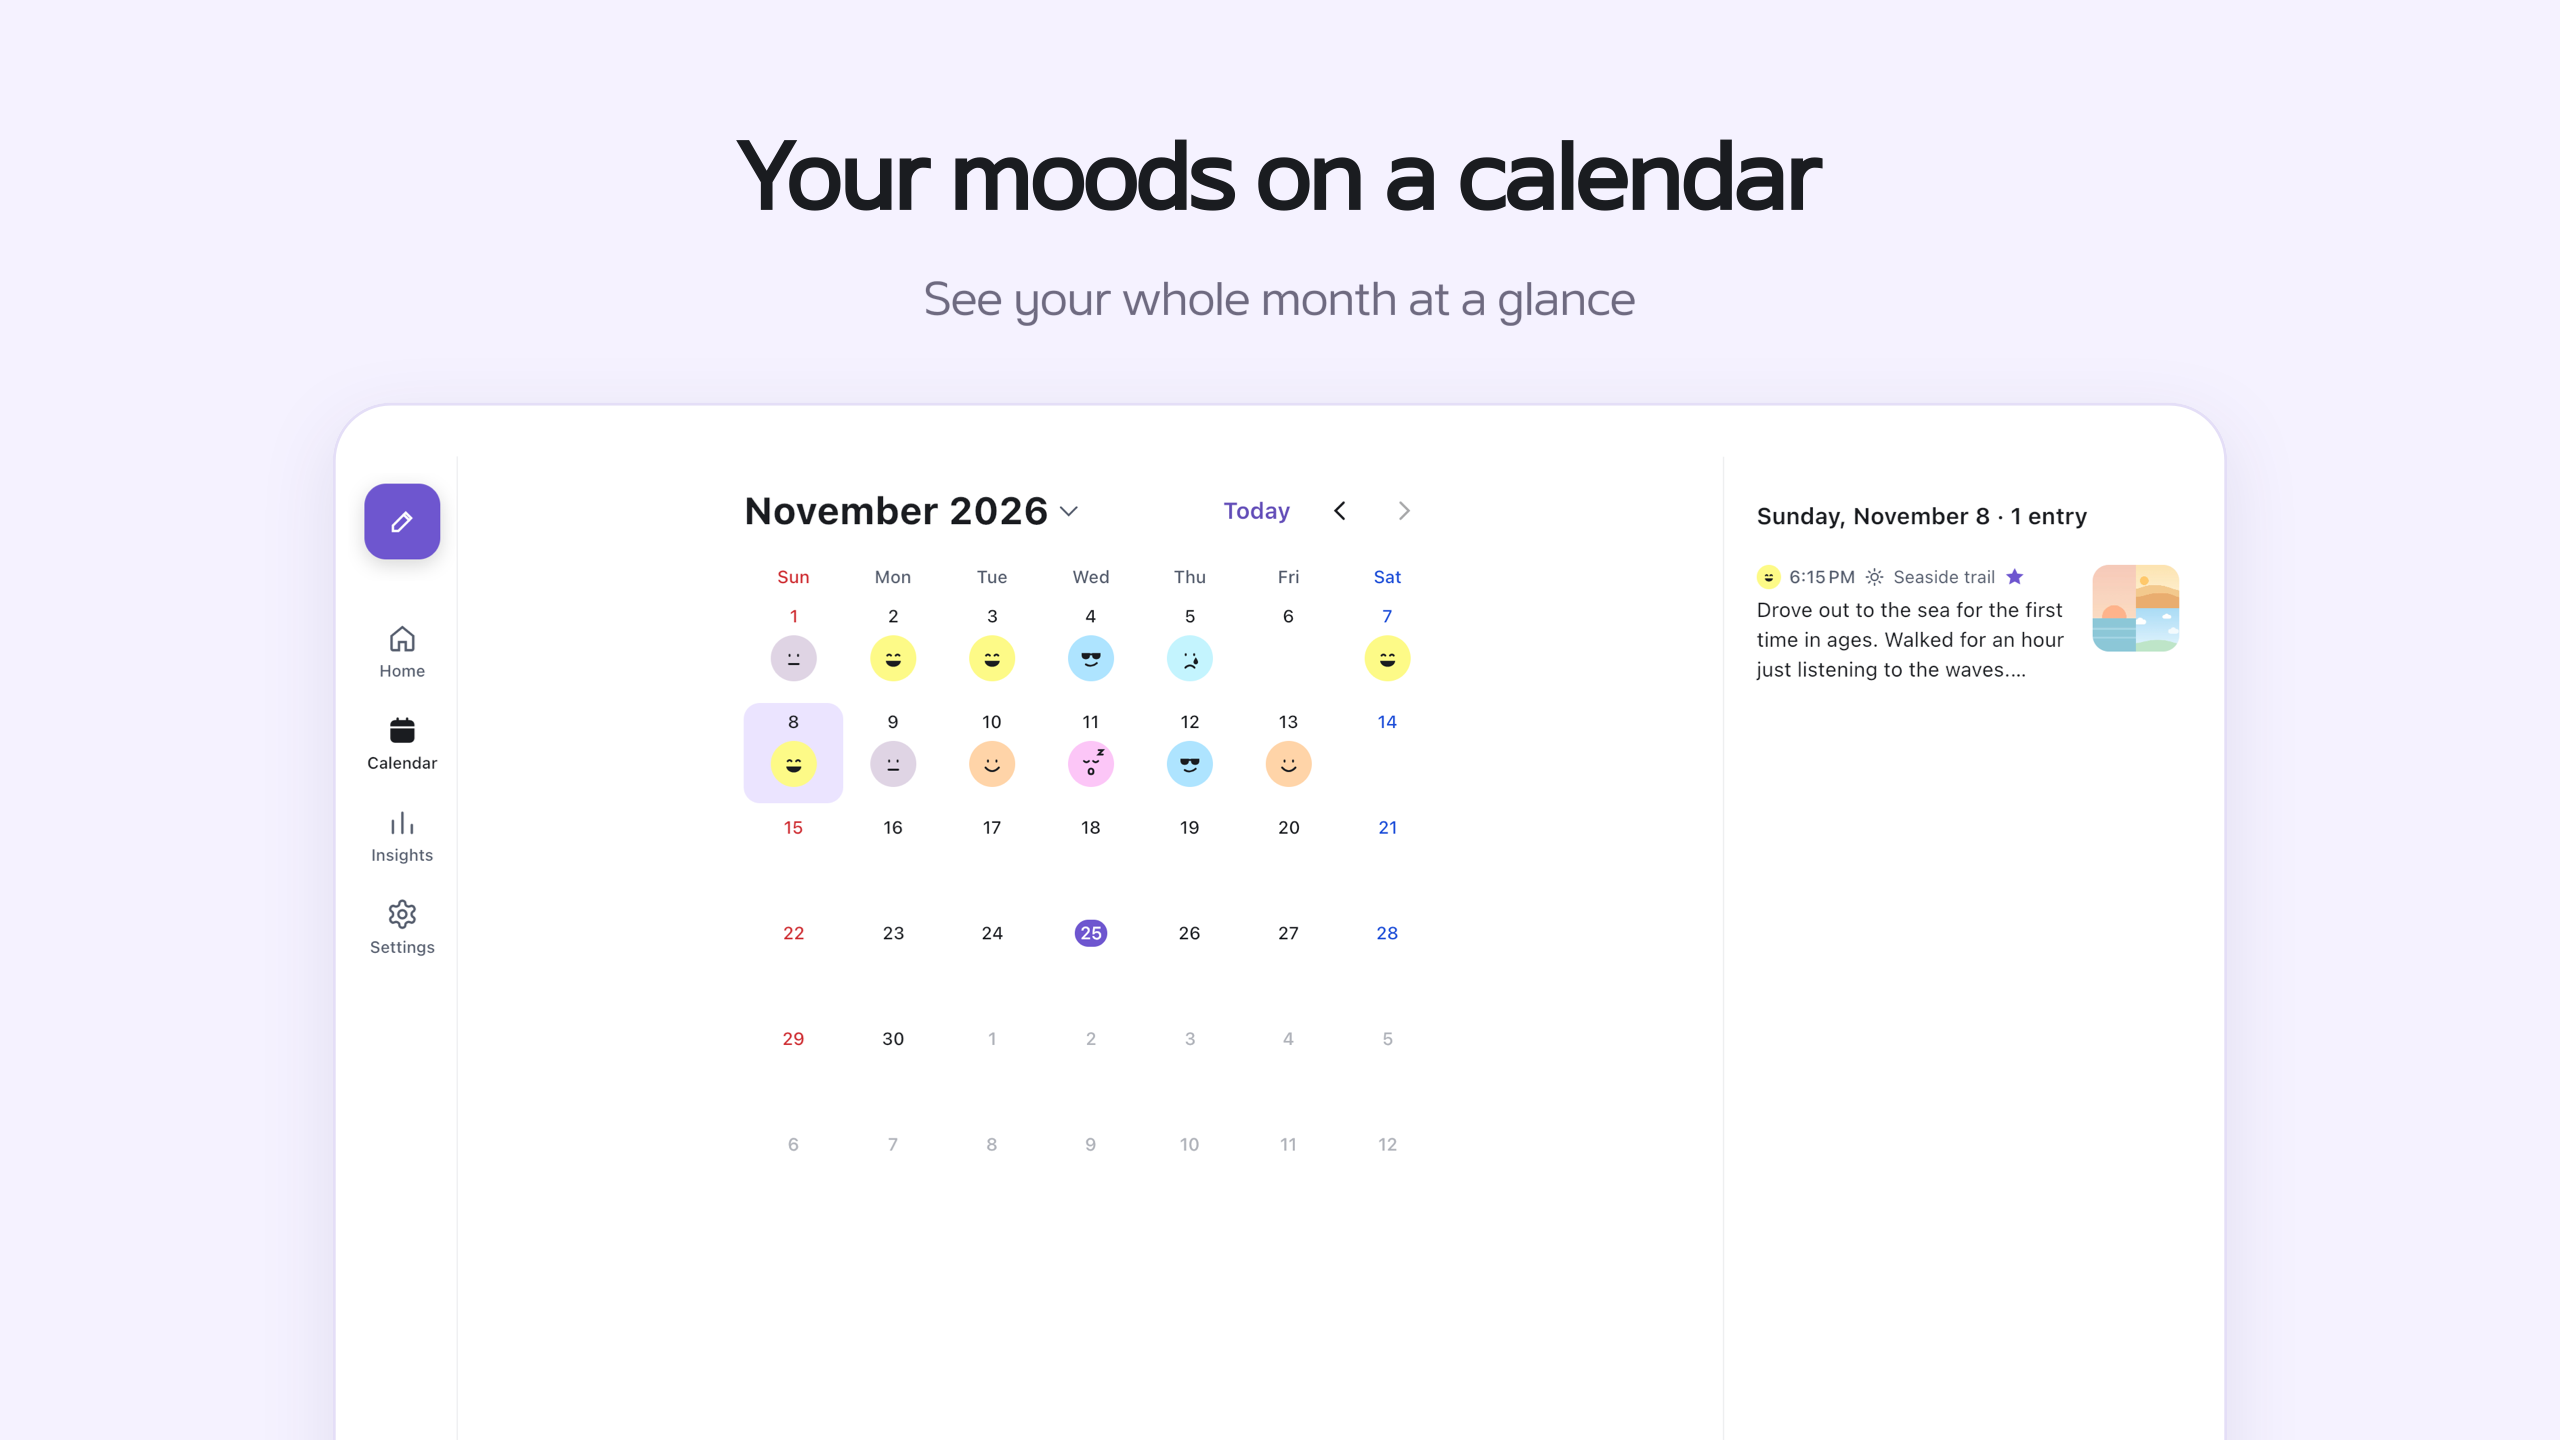 Your moods on a calendar
See your whole month at a glance
Home
Calendar
Insights
Settings
November 2026
Today
Sun Mon Tue Wed Thu Fri Sat
1 2 3 4 5 6 7
8 9 10 11 12 13 14
15 16 17 18 19 20 21
22 23 24 25 26 27 28
29 30 1 2 3 4 5
6 7 8 9 10 11 12
Sunday, November 8 · 1 entry
6:15 PM Seaside trail
Drove out to the sea for the first
time in ages. Walked for an hour
just listening to the waves....